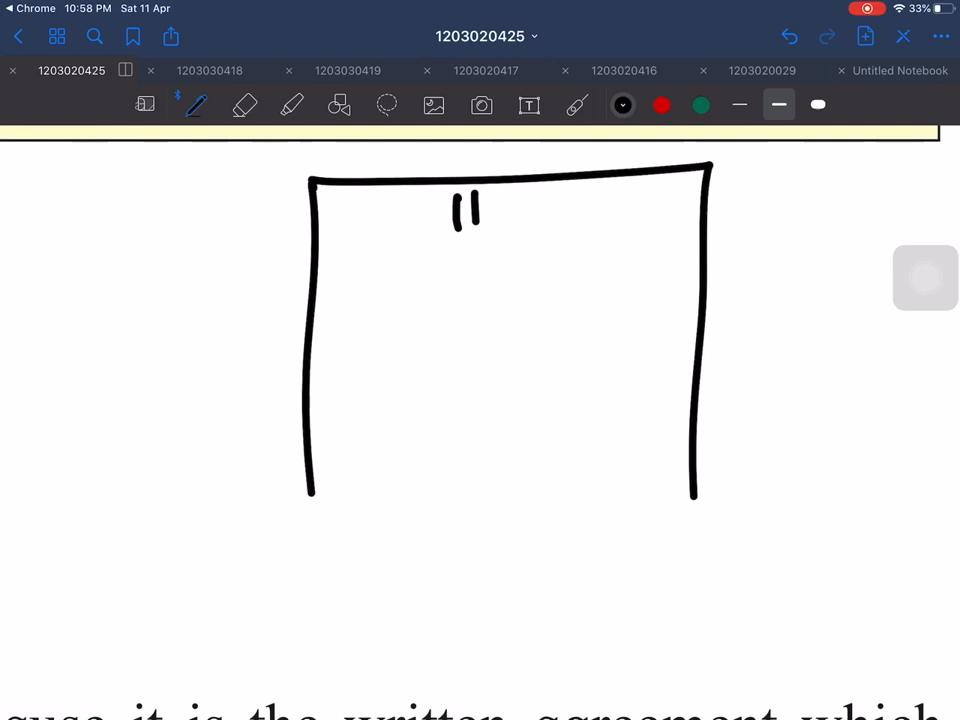 Chrome 10:58 PM Sat 11 Apr 33%
1203020425
1203020425 1203030418 1203030419 1203020417 1203020416 1203020029 Untitled Notebook
T
it is the written agreement which